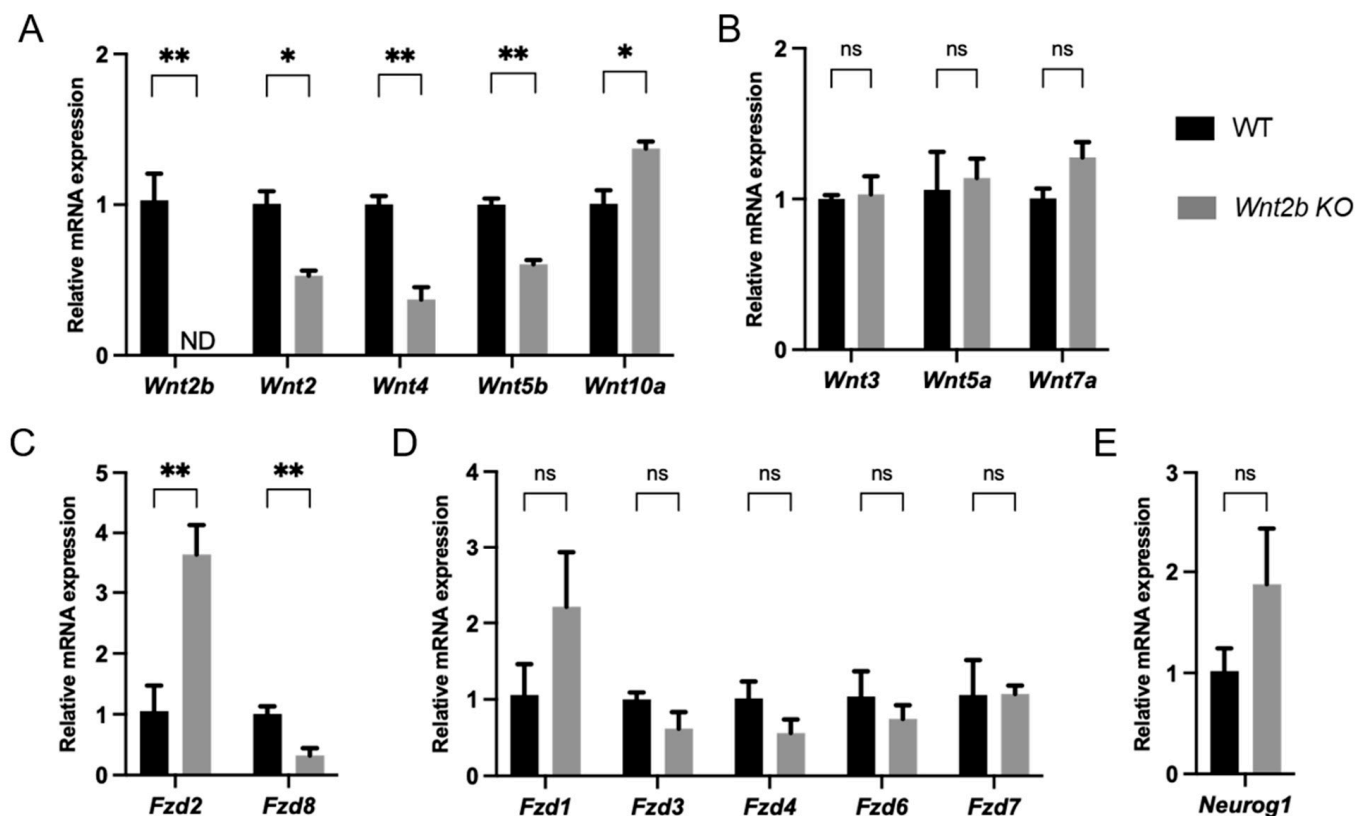 A
Relative mRNA expression
2
1
0
** * ** ** *
ND
Wnt2b Wnt2 Wnt4 Wnt5b Wnt10a
B
Relative mRNA expression
2
1
0
ns ns ns
Wnt3 Wnt5a Wnt7a
WT
Wnt2b KO
C
Relative mRNA expression
5
4
3
2
1
0
** **
Fzd2 Fzd8
D
Relative mRNA expression
4
3
2
1
0
ns ns ns ns ns
Fzd1 Fzd3 Fzd4 Fzd6 Fzd7
E
Relative mRNA expression
3
2
1
0
ns
Neurog1